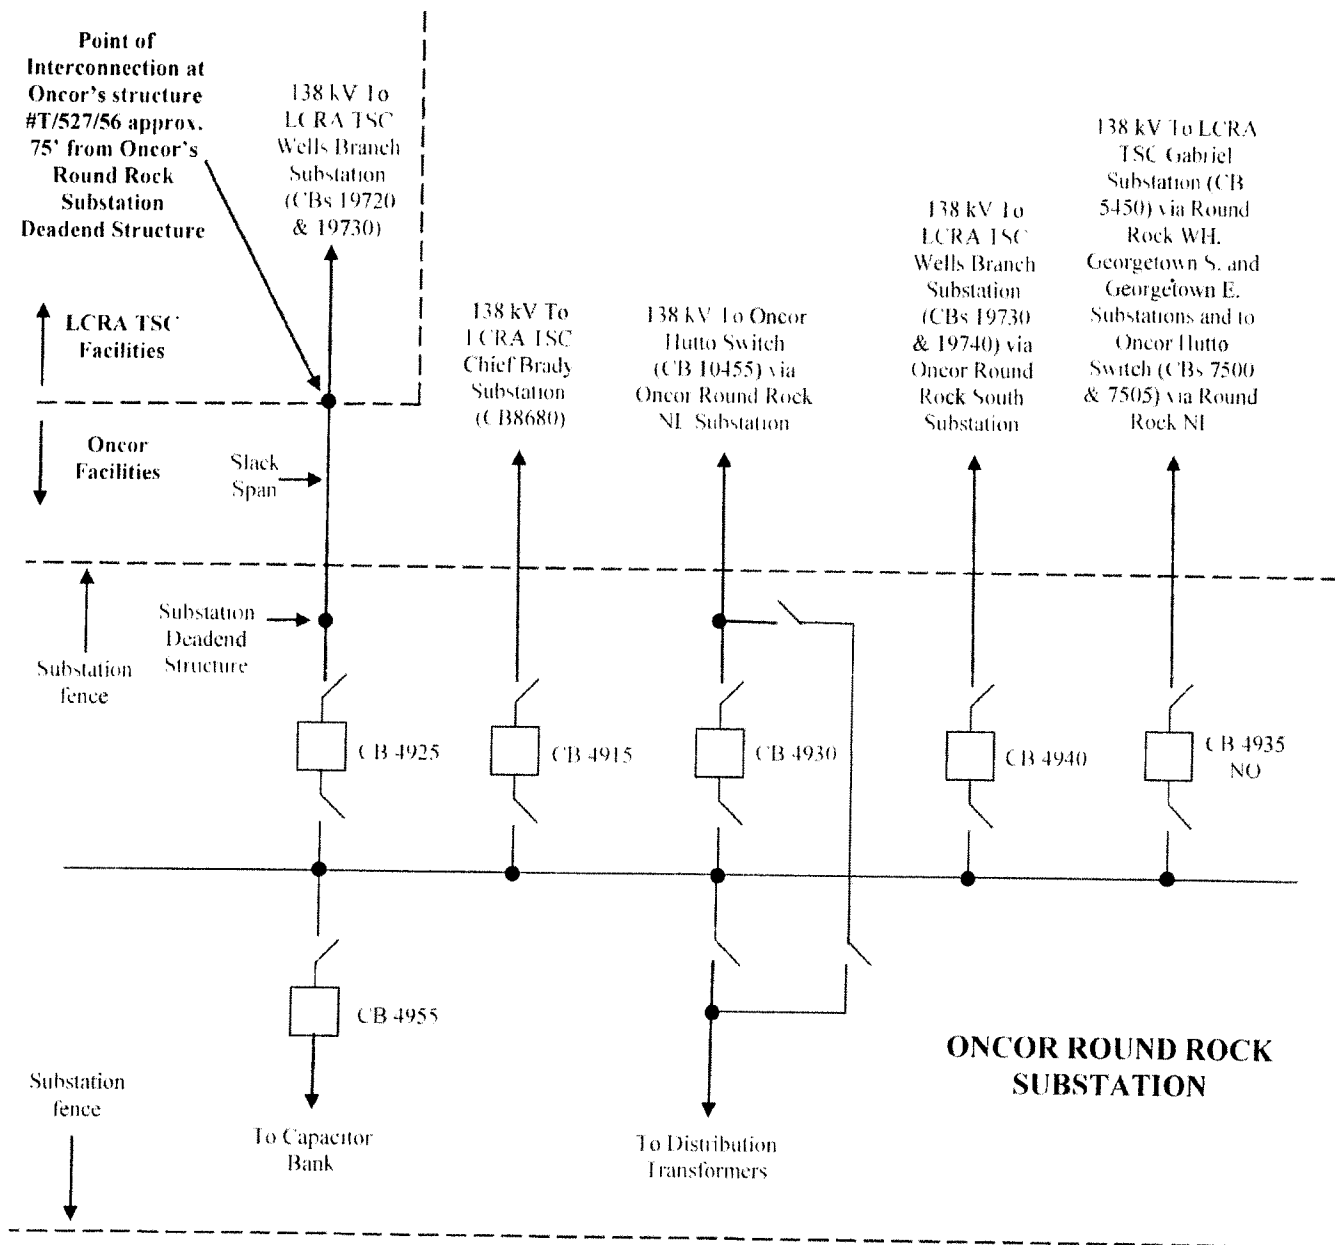 Point of
Interconnection at
Oncor's structure
#T/527/56 approx.
75' from Oncor's
Round Rock
Substation
Deadend Structure
138 kV To
LCRA TSC
Wells Branch
Substation
(CBs 19720
& 19730)
LCRA TSC
Facilities
Oncor
Facilities
Slack
Span
138 kV To
LCRA TSC
Chief Brady
Substation
(CB8680)
138 kV To Oncor
Hutto Switch
(CB 10455) via
Oncor Round Rock
NE Substation
138 kV To
LCRA TSC
Wells Branch
Substation
(CBs 19730
& 19740) via
Oncor Round
Rock South
Substation
138 kV To LCRA
TSC Gabriel
Substation (CB
5450) via Round
Rock WH.
Georgetown S. and
Georgetown E.
Substations and to
Oncor Hutto
Switch (CBs 7500
& 7505) via Round
Rock NE
Substation
fence
Substation
Deadend
Structure
CB 4925
CB 4915
CB 4930
CB 4940
CB 4935
NO
CB 4955
ONCOR ROUND ROCK
SUBSTATION
Substation
fence
To Capacitor
Bank
To Distribution
Transformers